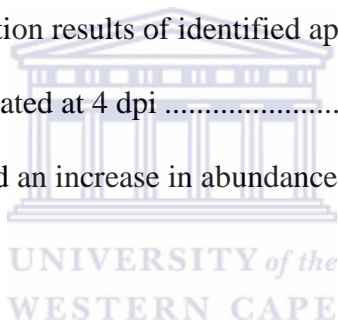 tion results of identified ap
ated at 4 dpi ........................
d an increase in abundance
UNIVERSITY of the
WESTERN CAPE